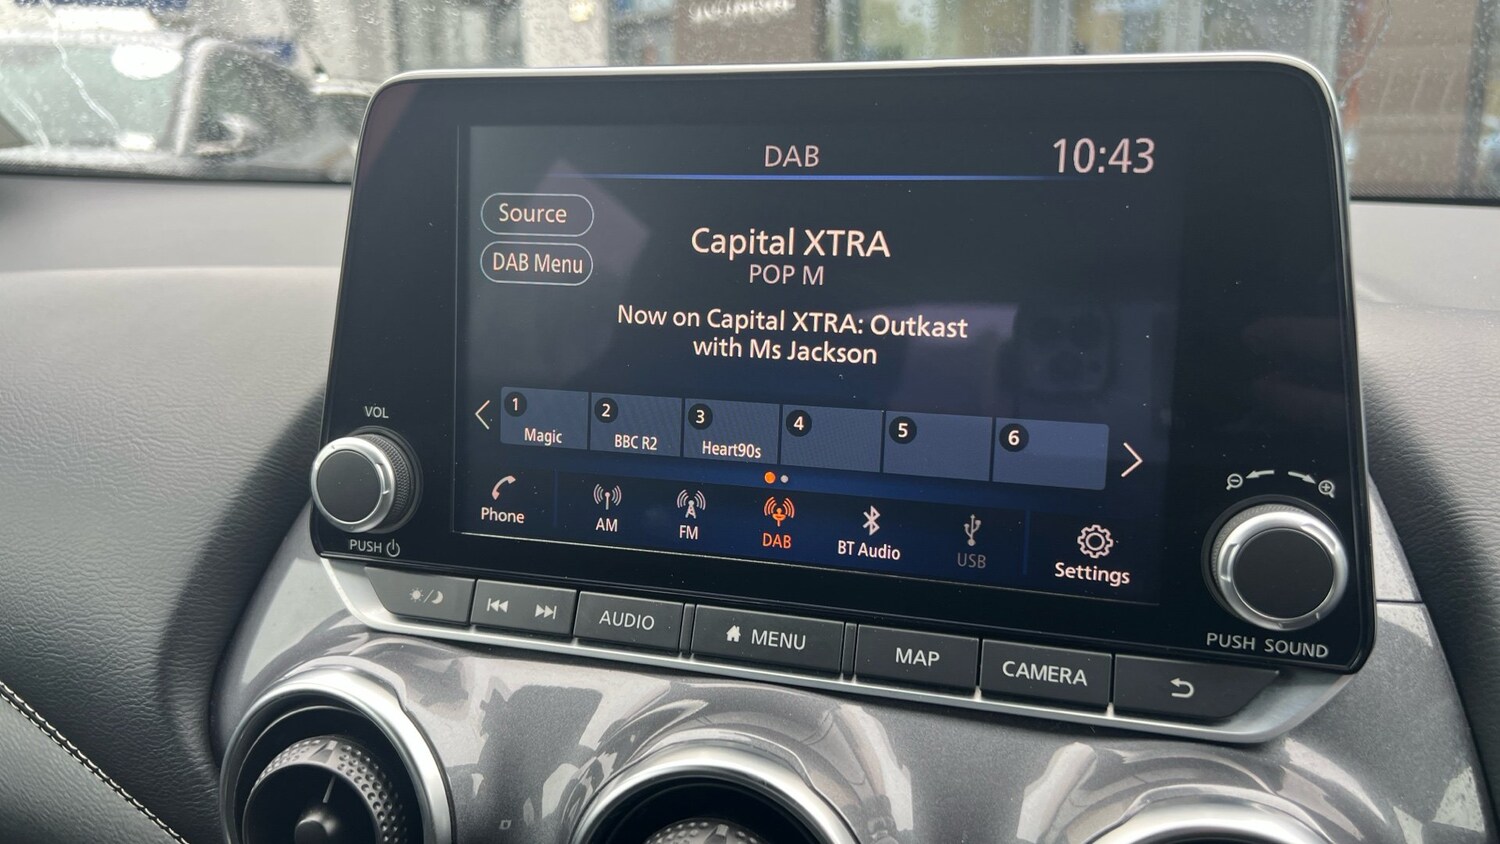 DAB
10:43
Source
DAB Menu
Capital XTRA
POP M
Now on Capital XTRA: Outkast
with Ms Jackson
1
Magic
2
BBC R2
3
Heart90s
4
5
6
Phone
AM
FM
DAB
BT Audio
USB
Settings
VOL
PUSH
PUSH SOUND
AUDIO
MENU
MAP
CAMERA